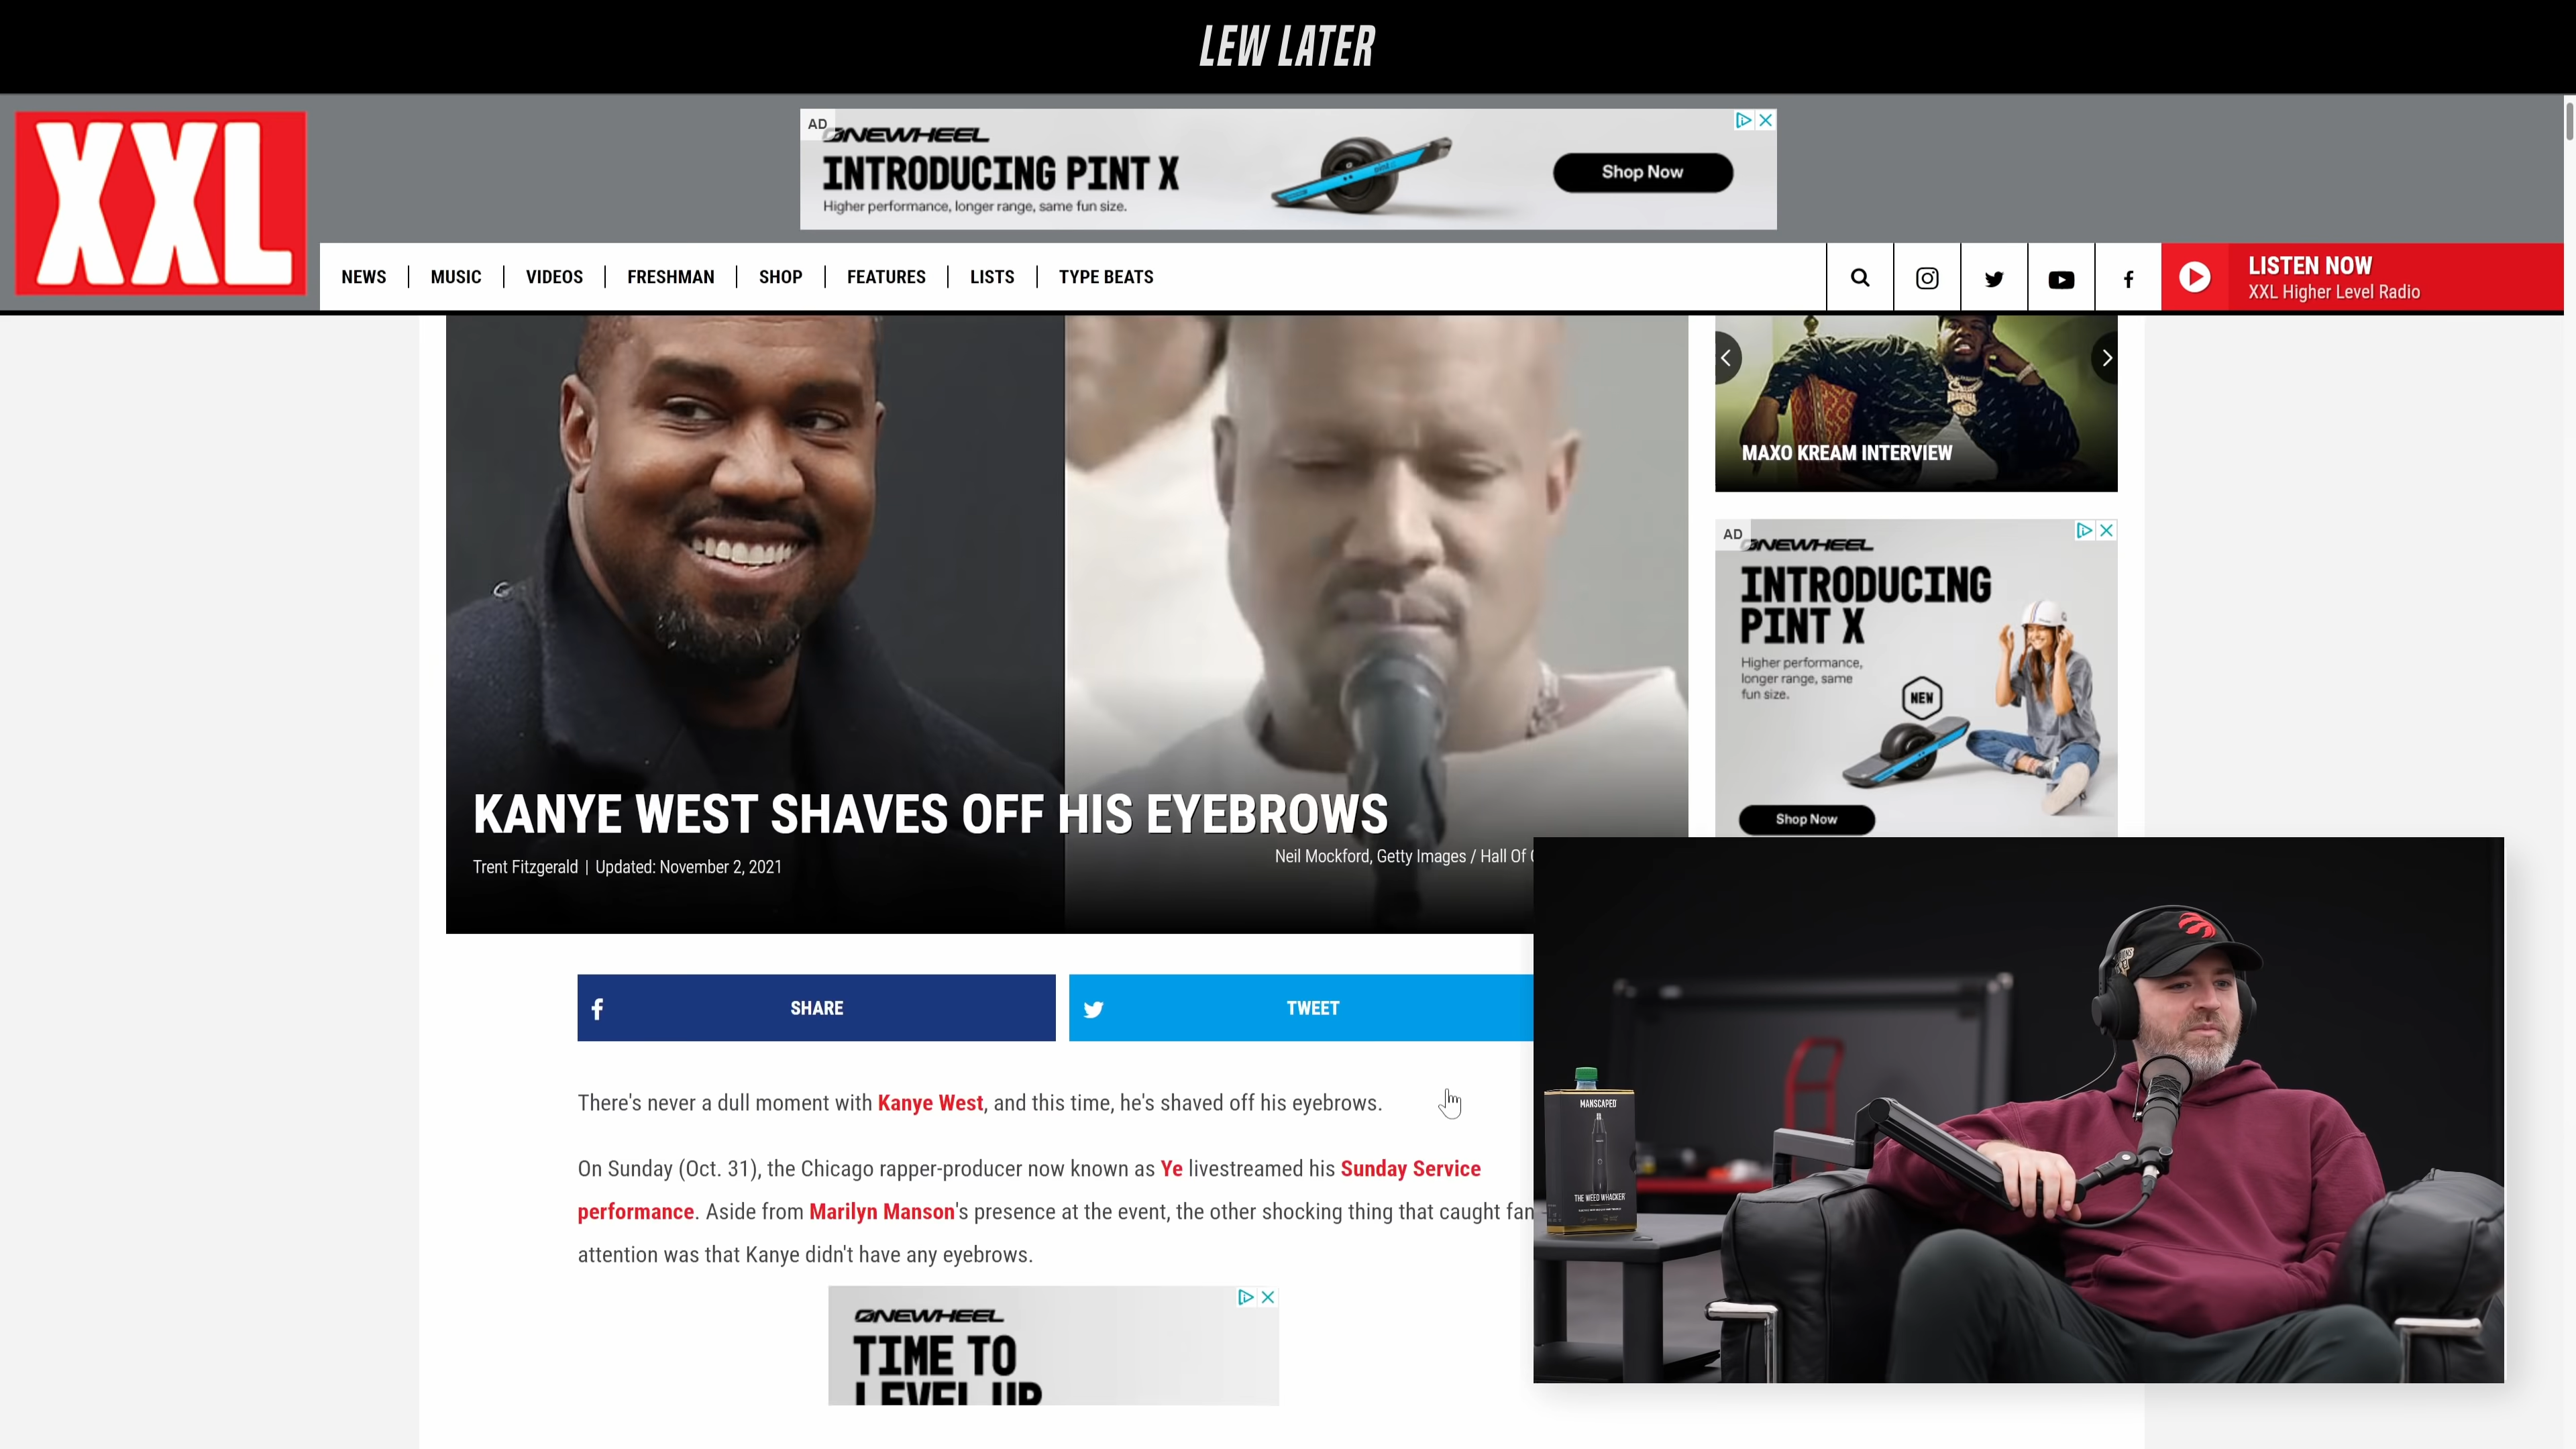 LEW LATER
XXL
AD
ONEWHEEL
INTRODUCING PINT X
Higher performance, longer range, same fun size.
Shop Now
NEWS
MUSIC
VIDEOS
FRESHMAN
SHOP
FEATURES
LISTS
TYPE BEATS
LISTEN NOW
XXL Higher Level Radio
MAXO KREAM INTERVIEW
AD
ONEWHEEL
INTRODUCING
PINT X
Higher performance,
longer range, same
fun size.
NEW
Shop Now
KANYE WEST SHAVES OFF HIS EYEBROWS
Trent Fitzgerald | Updated: November 2, 2021
Neil Mockford, Getty Images / Hall Of
SHARE
TWEET
There's never a dull moment with Kanye West, and this time, he's shaved off his eyebrows.
On Sunday (Oct. 31), the Chicago rapper-producer now known as Ye livestreamed his Sunday Service
performance. Aside from Marilyn Manson's presence at the event, the other shocking thing that caught fan
attention was that Kanye didn't have any eyebrows.
ONEWHEEL
TIME TO
LEVEL UP
MANSCAPED
THE WEED WHACKER